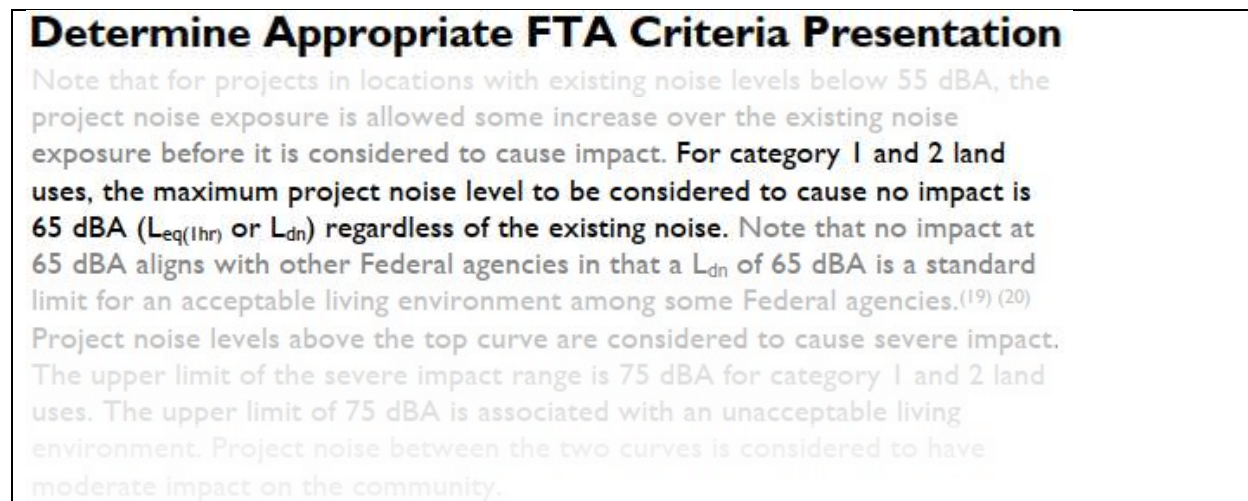 Determine Appropriate FTA Criteria Presentation
Note that for projects in locations with existing noise levels below 55 dBA, the
project noise exposure is allowed some increase over the existing noise
exposure before it is considered to cause impact. For category 1 and 2 land
uses, the maximum project noise level to be considered to cause no impact is
65 dBA (Leq(1hr) or Ldn) regardless of the existing noise. Note that no impact at
65 dBA aligns with other Federal agencies in that a Ldn of 65 dBA is a standard
limit for an acceptable living environment among some Federal agencies.(19) (20)
Project noise levels above the top curve are considered to cause severe impact.
The upper limit of the severe impact range is 75 dBA for category 1 and 2 land
uses. The upper limit of 75 dBA is associated with an unacceptable living
environment. Project noise between the two curves is considered to have
moderate impact on the community.